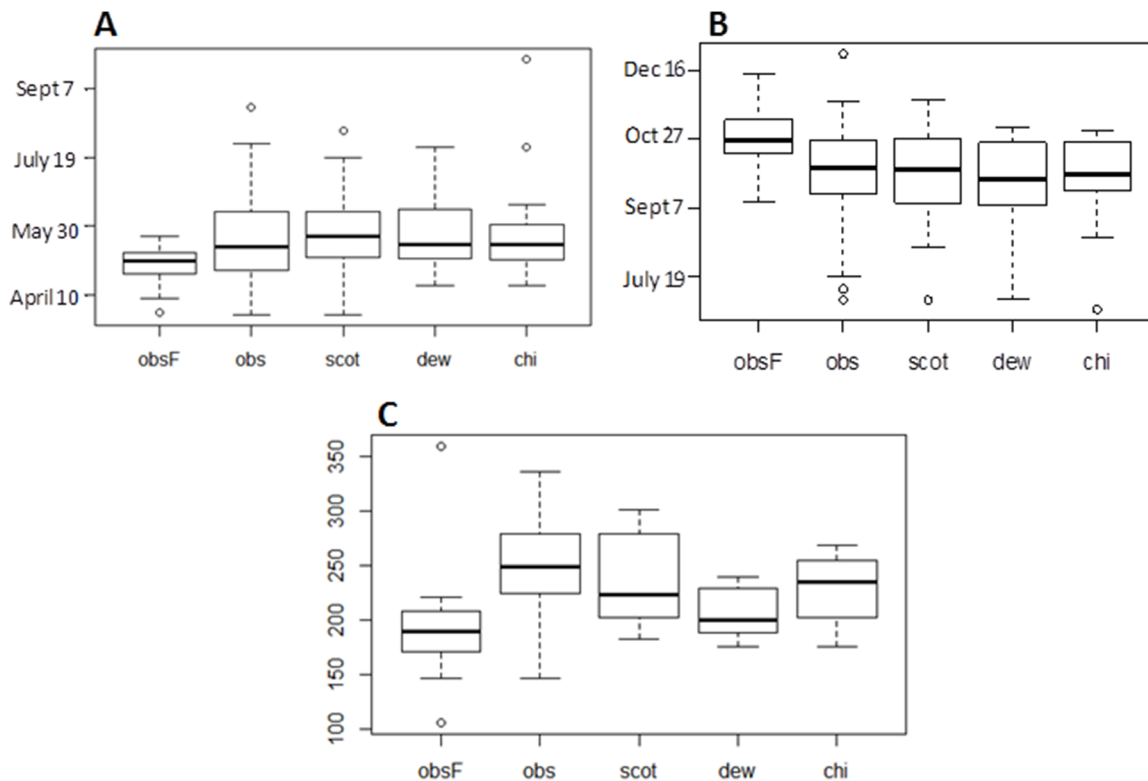 A
Sept 7
July 19
May 30
April 10
obsF obs scot dew chi
B
Dec 16
Oct 27
Sept 7
July 19
obsF obs scot dew chi
C
350
300
250
200
150
100
obsF obs scot dew chi